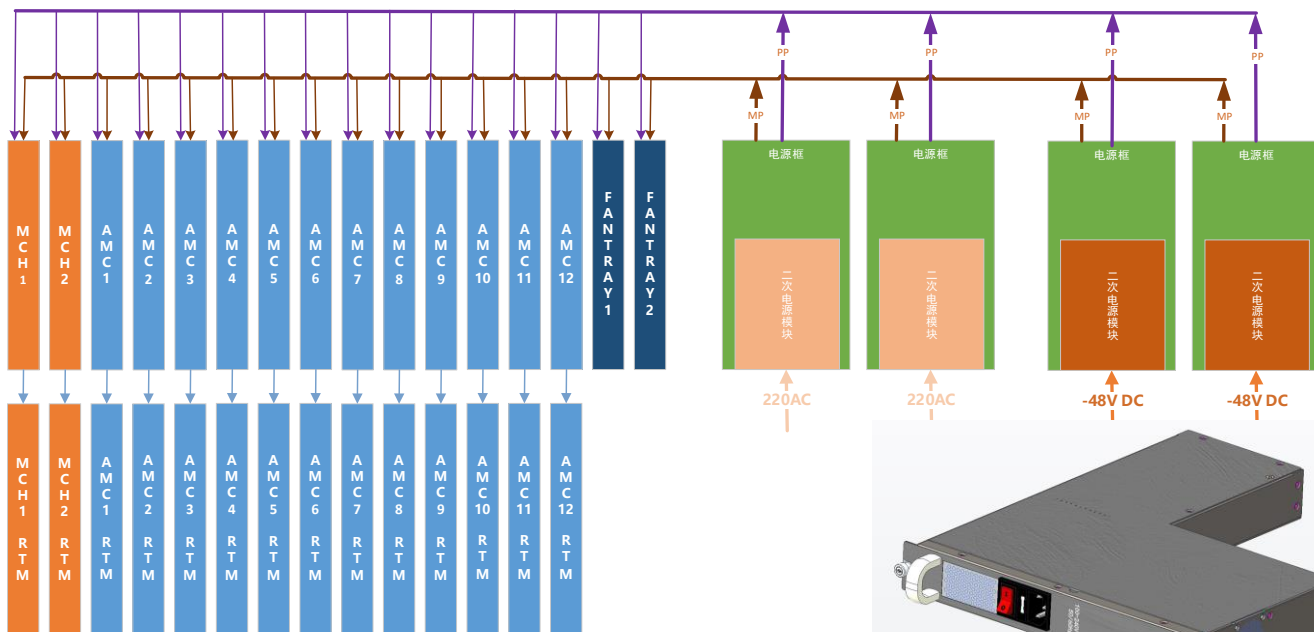 PP
PP
PP
PP
MP
MP
MP
MP
电源框
电源框
电源框
电源框
MCH1
MCH2
AMC1
AMC2
AMC3
AMC4
AMC5
AMC6
AMC7
AMC8
AMC9
AMC10
AMC11
AMC12
FANTRAY1
FANTRAY2
二次电源模块
二次电源模块
二次电源模块
二次电源模块
220AC
220AC
-48V DC
-48V DC
MCH1 RTM
MCH2 RTM
AMC1 RTM
AMC2 RTM
AMC3 RTM
AMC4 RTM
AMC5 RTM
AMC6 RTM
AMC7 RTM
AMC8 RTM
AMC9 RTM
AMC10 RTM
AMC11 RTM
AMC12 RTM